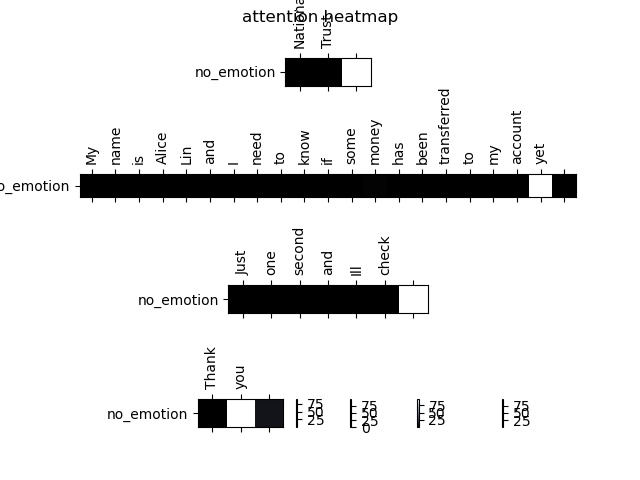 attention heatmap
Trust
no_emotion
My name is Alice Lin and I need to know if some money has been transferred to my account yet
no_emotion
Just one second and Ill check
no_emotion
Thank you
no_emotion
75 75 75 75
50 50 50 50
25 25 25 25
0